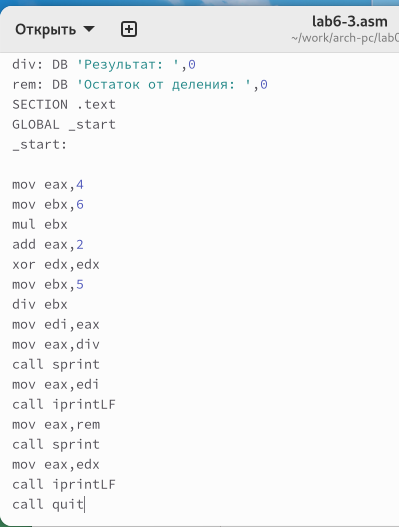 Открыть
lab6-3.asm
~/work/arch-pc/lab0
div: DB 'Результат: ',0
rem: DB 'Остаток от деления: ',0
SECTION .text
GLOBAL _start
_start:
mov eax,4
mov ebx,6
mul ebx
add eax,2
xor edx,edx
mov ebx,5
div ebx
mov edi,eax
mov eax,div
call sprint
mov eax,edi
call iprintLF
mov eax,rem
call sprint
mov eax,edx
call iprintLF
call quit